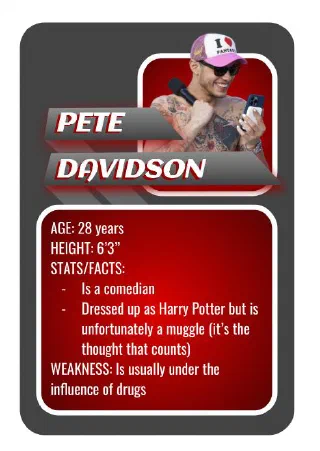 I ❤ 
FANTASY
PETE
DAVIDSON
AGE: 28 years
HEIGHT: 6'3”
STATS/FACTS:
- Is a comedian
- Dressed up as Harry Potter but is
unfortunately a muggle (it's the
thought that counts)
WEAKNESS: Is usually under the
influence of drugs